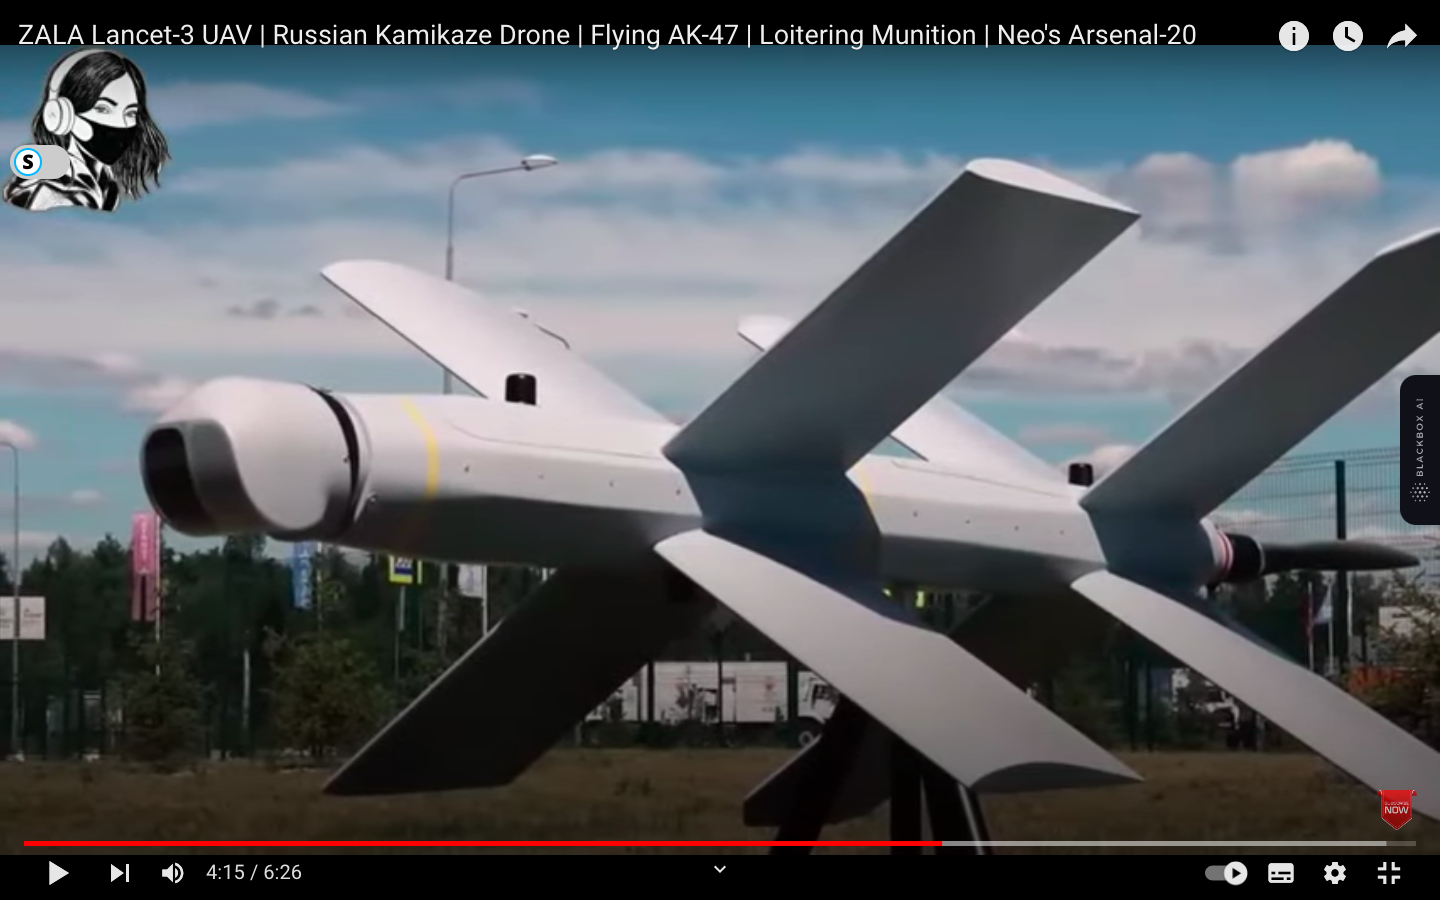 ZALA Lancet-3 UAV | Russian Kamikaze Drone | Flying AK-47 | Loitering Munition | Neo's Arsenal-20
S
BLACKBOX AI
SUBSCRIBE
NOW
4:15 / 6:26